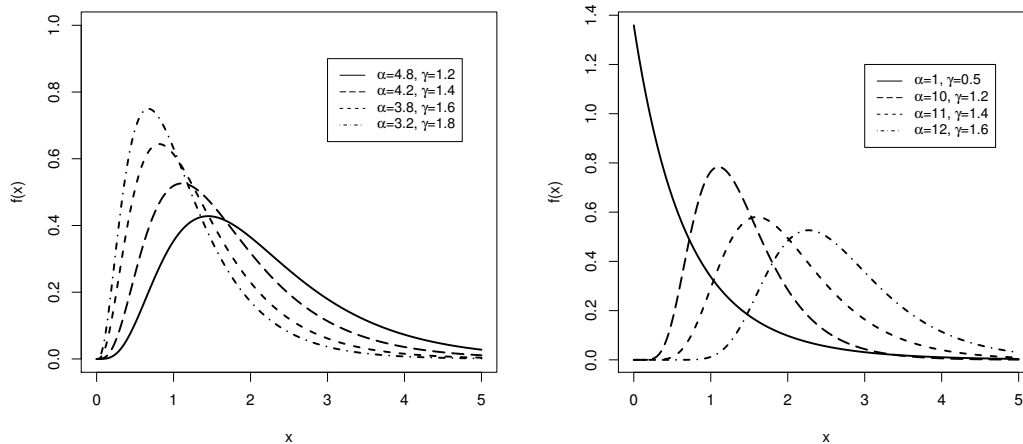 1.0
0.8
0.6
0.4
0.2
0.0
f(x)
α=4.8, γ=1.2
α=4.2, γ=1.4
α=3.8, γ=1.6
α=3.2, γ=1.8
0 1 2 3 4 5
x
1.4
1.2
1.0
0.8
0.6
0.4
0.2
0.0
f(x)
α=1, γ=0.5
α=10, γ=1.2
α=11, γ=1.4
α=12, γ=1.6
0 1 2 3 4 5
x